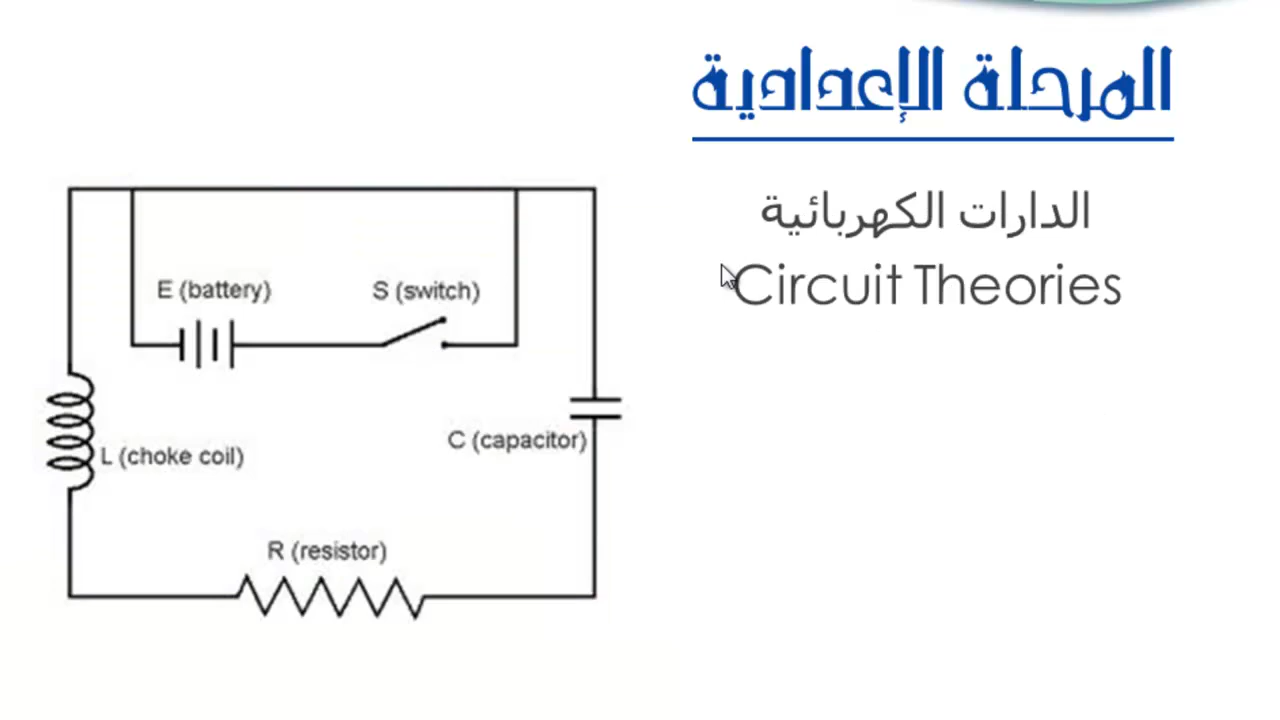 المرحلة الإعدادية
الدارات الكهربائية
Circuit Theories
E (battery)
S (switch)
C (capacitor)
L (choke coil)
R (resistor)